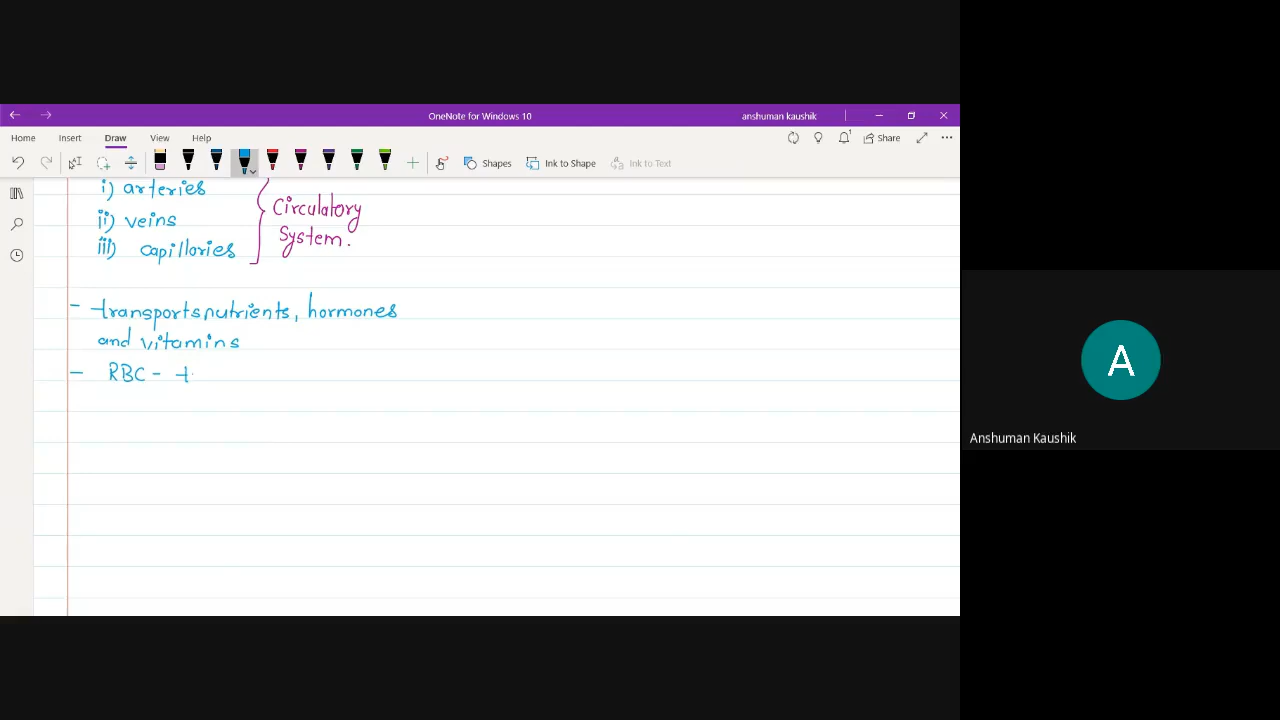 OneNote for Windows 10
anshuman kaushik
Home Insert Draw View Help
Share
Shapes Ink to Shape Ink to Text
i) arteries
ii) veins
iii) capillories
Circulatory
System.
- transports nutrients, hormones
and vitamins
- RBC - t
A
Anshuman Kaushik